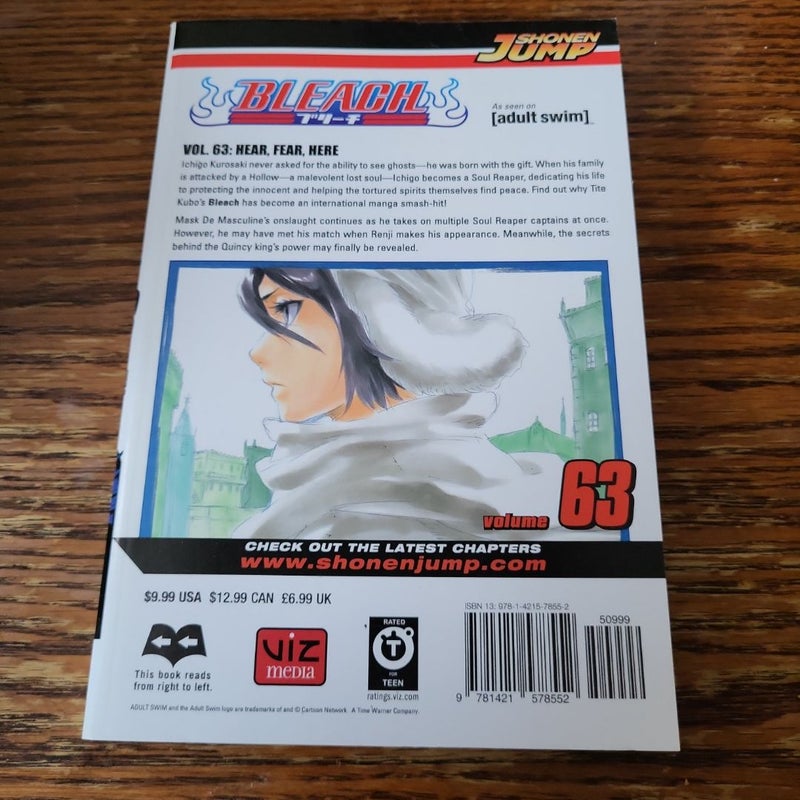 SHONEN
JUMP
BLEACH
ブリーチ
As seen on
[adult swim]™
VOL. 63: HEAR, FEAR, HERE
Ichigo Kurosaki never asked for the ability to see ghosts—he was born with the gift. When his family
is attacked by a Hollow—a malevolent lost soul—Ichigo becomes a Soul Reaper, dedicating his life
to protecting the innocent and helping the tortured spirits themselves find peace. Find out why Tite
Kubo's Bleach has become an international manga smash-hit!
Mask De Masculine's onslaught continues as he takes on multiple Soul Reaper captains at once.
However, he may have met his match when Renji makes his appearance. Meanwhile, the secrets
behind the Quincy king's power may finally be revealed.
volume 63
CHECK OUT THE LATEST CHAPTERS
www.shonenjump.com
$9.99 USA $12.99 CAN £6.99 UK
This book reads
from right to left.
VIZ
MEDIA
RATED
T
FOR
TEEN
ratings.viz.com
ISBN 13: 978-1-4215-7855-2
50999
9 781421 578552
ADULT SWIM and the Adult Swim logo are trademarks of and © Cartoon Network. A Time Warner Company.